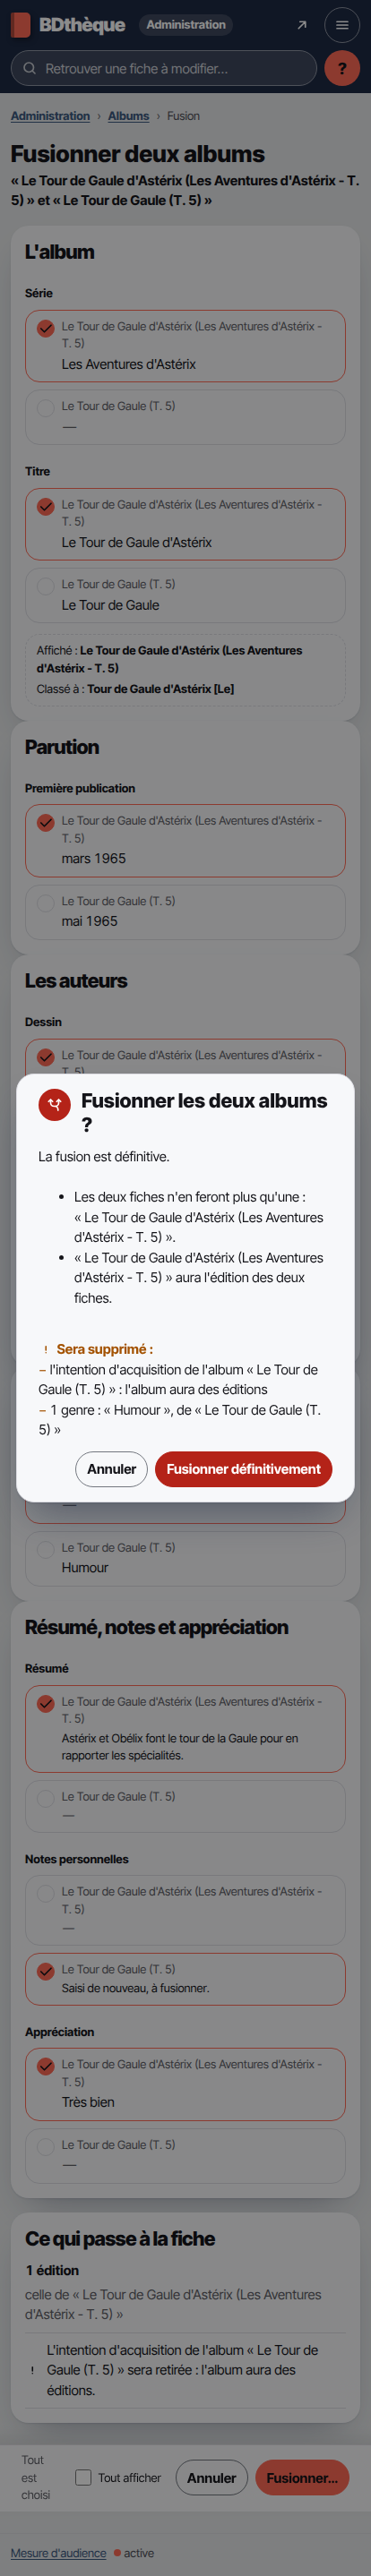 BDthèque Administration
Retrouver une fiche à modifier... ?
Administration › Albums › Fusion
Fusionner deux albums
« Le Tour de Gaule d'Astérix (Les Aventures d'Astérix - T.
5) » et « Le Tour de Gaule (T. 5) »
L'album
Série
Le Tour de Gaule d'Astérix (Les Aventures d'Astérix -
T. 5)
Les Aventures d'Astérix
Le Tour de Gaule (T. 5)
—
Titre
Le Tour de Gaule d'Astérix (Les Aventures d'Astérix -
T. 5)
Le Tour de Gaule d'Astérix
Le Tour de Gaule (T. 5)
Le Tour de Gaule
Affiché : Le Tour de Gaule d'Astérix (Les Aventures
d'Astérix - T. 5)
Classé à : Tour de Gaule d'Astérix [Le]
Parution
Première publication
Le Tour de Gaule d'Astérix (Les Aventures d'Astérix -
T. 5)
mars 1965
Le Tour de Gaule (T. 5)
mai 1965
Les auteurs
Dessin
Le Tour de Gaule d'Astérix (Les Aventures d'Astérix -
T. 5)
Fusionner les deux albums
?
La fusion est définitive.
• Les deux fiches n'en feront plus qu'une :
« Le Tour de Gaule d'Astérix (Les Aventures
d'Astérix - T. 5) ».
• « Le Tour de Gaule d'Astérix (Les Aventures
d'Astérix - T. 5) » aura l'édition des deux
fiches.
! Sera supprimé :
– l'intention d'acquisition de l'album « Le Tour de
Gaule (T. 5) » : l'album aura des éditions
– 1 genre : « Humour », de « Le Tour de Gaule (T.
5) »
Annuler Fusionner définitivement
—
Le Tour de Gaule (T. 5)
Humour
Résumé, notes et appréciation
Résumé
Le Tour de Gaule d'Astérix (Les Aventures d'Astérix -
T. 5)
Astérix et Obélix font le tour de la Gaule pour en
rapporter les spécialités.
Le Tour de Gaule (T. 5)
—
Notes personnelles
Le Tour de Gaule d'Astérix (Les Aventures d'Astérix -
T. 5)
—
Le Tour de Gaule (T. 5)
Saisi de nouveau, à fusionner.
Appréciation
Le Tour de Gaule d'Astérix (Les Aventures d'Astérix -
T. 5)
Très bien
Le Tour de Gaule (T. 5)
—
Ce qui passe à la fiche
1 édition
celle de « Le Tour de Gaule d'Astérix (Les Aventures
d'Astérix - T. 5) »
! L'intention d'acquisition de l'album « Le Tour de
Gaule (T. 5) » sera retirée : l'album aura des
éditions.
Tout
est
choisi
Tout afficher Annuler Fusionner...
Mesure d'audience active